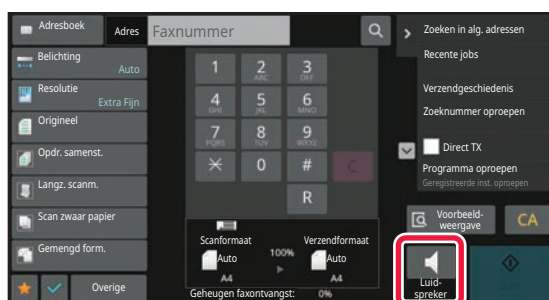 Adresboek
Adres
Faxnummer
Belichting
Auto
Resolutie
Extra Fijn
Origineel
Opdr. samenst.
Langz. scanm.
Scan zwaar papier
Gemengd form.
Overige
1
2
ABC
3
DEF
4
GHI
5
JKL
6
MNO
7
PQRS
8
TUV
9
WXYZ
0
#
C
R
Scanformaat
Auto
A4
100%
Verzendformaat
Auto
A4
Geheugen faxontvangst: 0%
Zoeken in alg. adressen
Recente jobs
Verzendgeschiedenis
Zoeknummer oproepen
Direct TX
Programma oproepen
Geregistreerde inst. oproepen
Voorbeeld-
weergave
CA
Luid-
spreker
Start